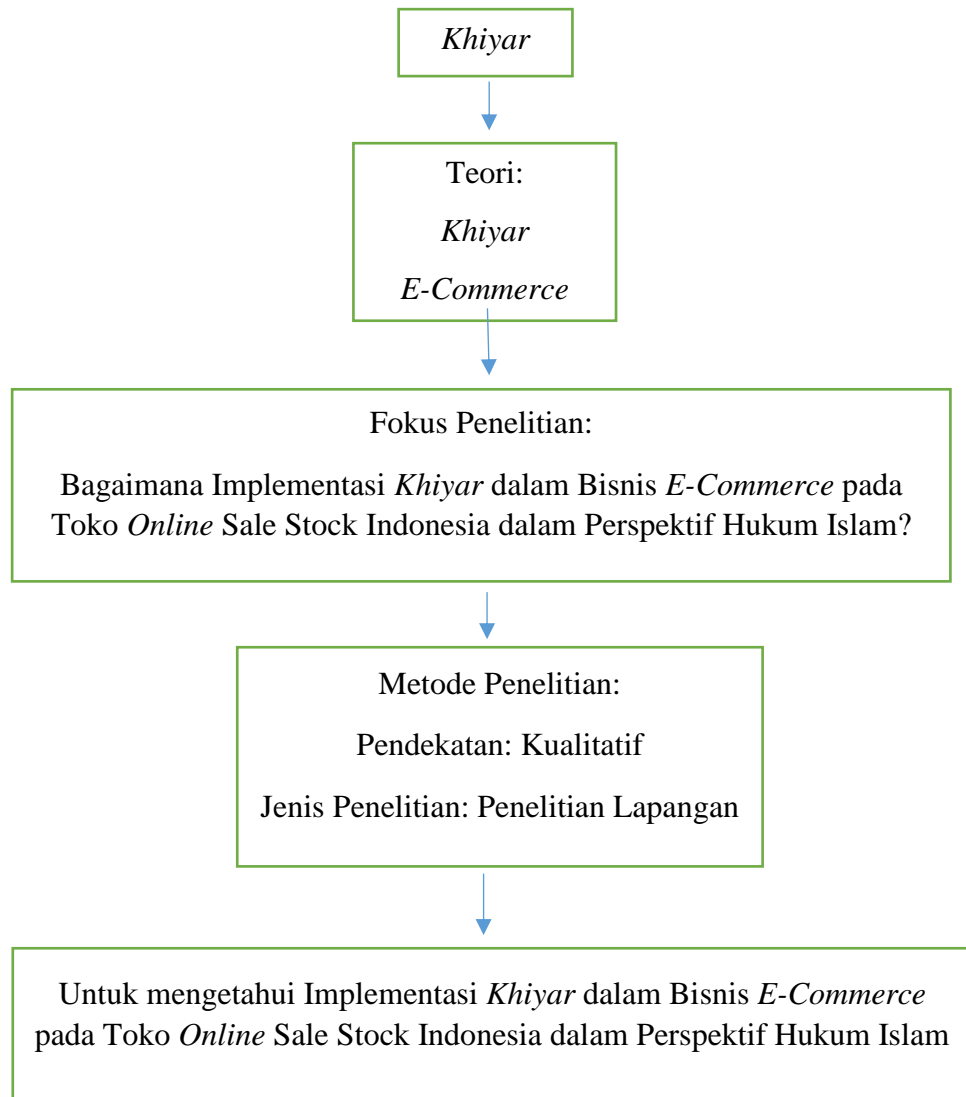 Khiyar
Teori:
Khiyar
E-Commerce
Fokus Penelitian:
Bagaimana Implementasi Khiyar dalam Bisnis E-Commerce pada
Toko Online Sale Stock Indonesia dalam Perspektif Hukum Islam?
Metode Penelitian:
Pendekatan: Kualitatif
Jenis Penelitian: Penelitian Lapangan
Untuk mengetahui Implementasi Khiyar dalam Bisnis E-Commerce
pada Toko Online Sale Stock Indonesia dalam Perspektif Hukum Islam